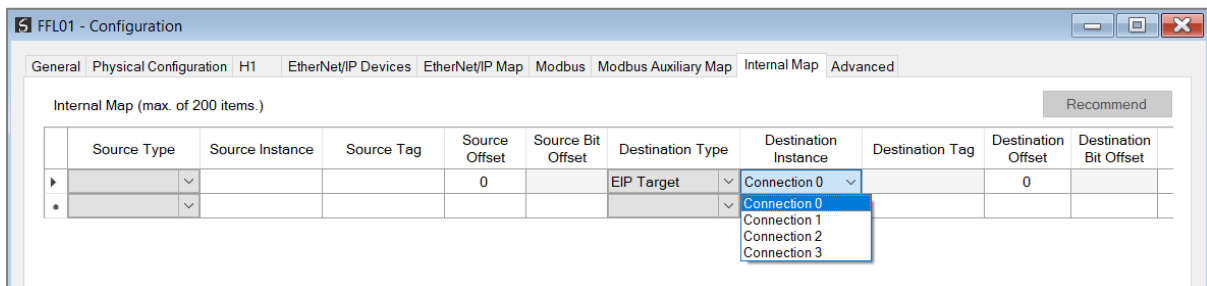 FFL01 - Configuration
General Physical Configuration H1 EtherNet/IP Devices EtherNet/IP Map Modbus Modbus Auxiliary Map Internal Map Advanced
Internal Map (max. of 200 items.) Recommend
Source Type Source Instance Source Tag Source Offset Source Bit Offset Destination Type Destination Instance Destination Tag Destination Offset Destination Bit Offset
0 EIP Target Connection 0 0
Connection 0
Connection 1
Connection 2
Connection 3